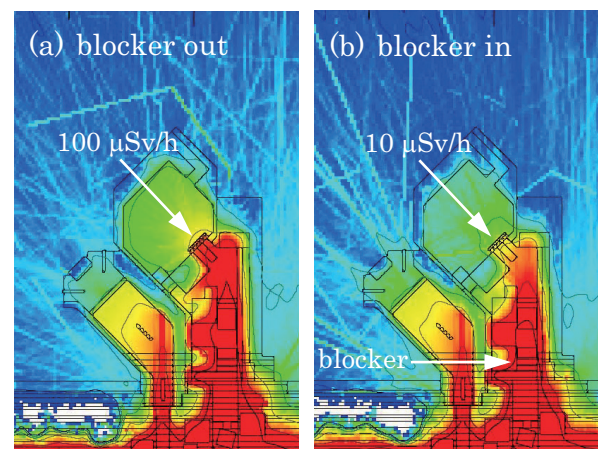 (a) blocker out
100 μSv/h
(b) blocker in
10 μSv/h
blocker